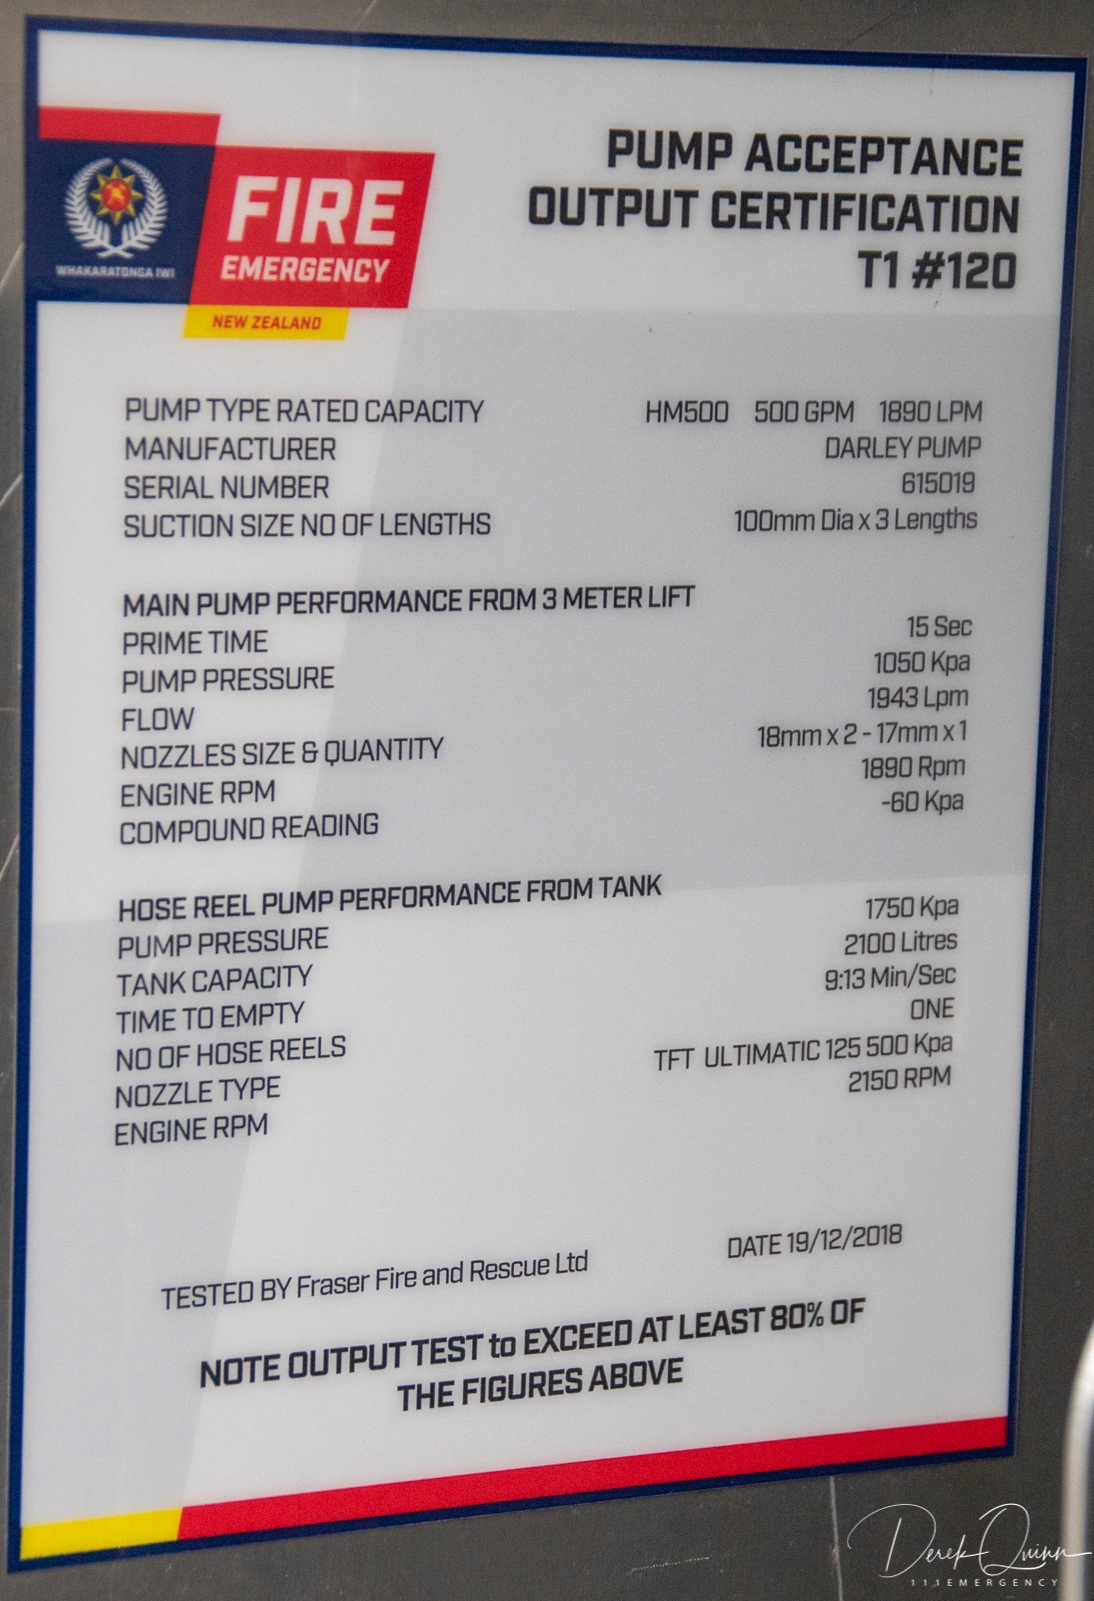 WHAKARATONGA IWI
FIRE
EMERGENCY
NEW ZEALAND
PUMP ACCEPTANCE
OUTPUT CERTIFICATION
T1 #120
PUMP TYPE RATED CAPACITY HM500 500 GPM 1890 LPM
MANUFACTURER DARLEY PUMP
SERIAL NUMBER 615019
SUCTION SIZE NO OF LENGTHS 100mm Dia x 3 Lengths
MAIN PUMP PERFORMANCE FROM 3 METER LIFT
PRIME TIME 15 Sec
PUMP PRESSURE 1050 Kpa
FLOW 1943 Lpm
NOZZLES SIZE & QUANTITY 18mm x 2 - 17mm x 1
ENGINE RPM 1890 Rpm
COMPOUND READING -60 Kpa
HOSE REEL PUMP PERFORMANCE FROM TANK
PUMP PRESSURE 1750 Kpa
TANK CAPACITY 2100 Litres
TIME TO EMPTY 9:13 Min/Sec
NO OF HOSE REELS ONE
NOZZLE TYPE TFT ULTIMATIC 125 500 Kpa
ENGINE RPM 2150 RPM
TESTED BY Fraser Fire and Rescue Ltd DATE 19/12/2018
NOTE OUTPUT TEST to EXCEED AT LEAST 80% OF
THE FIGURES ABOVE
Derek Quinn
111EMERGENCY